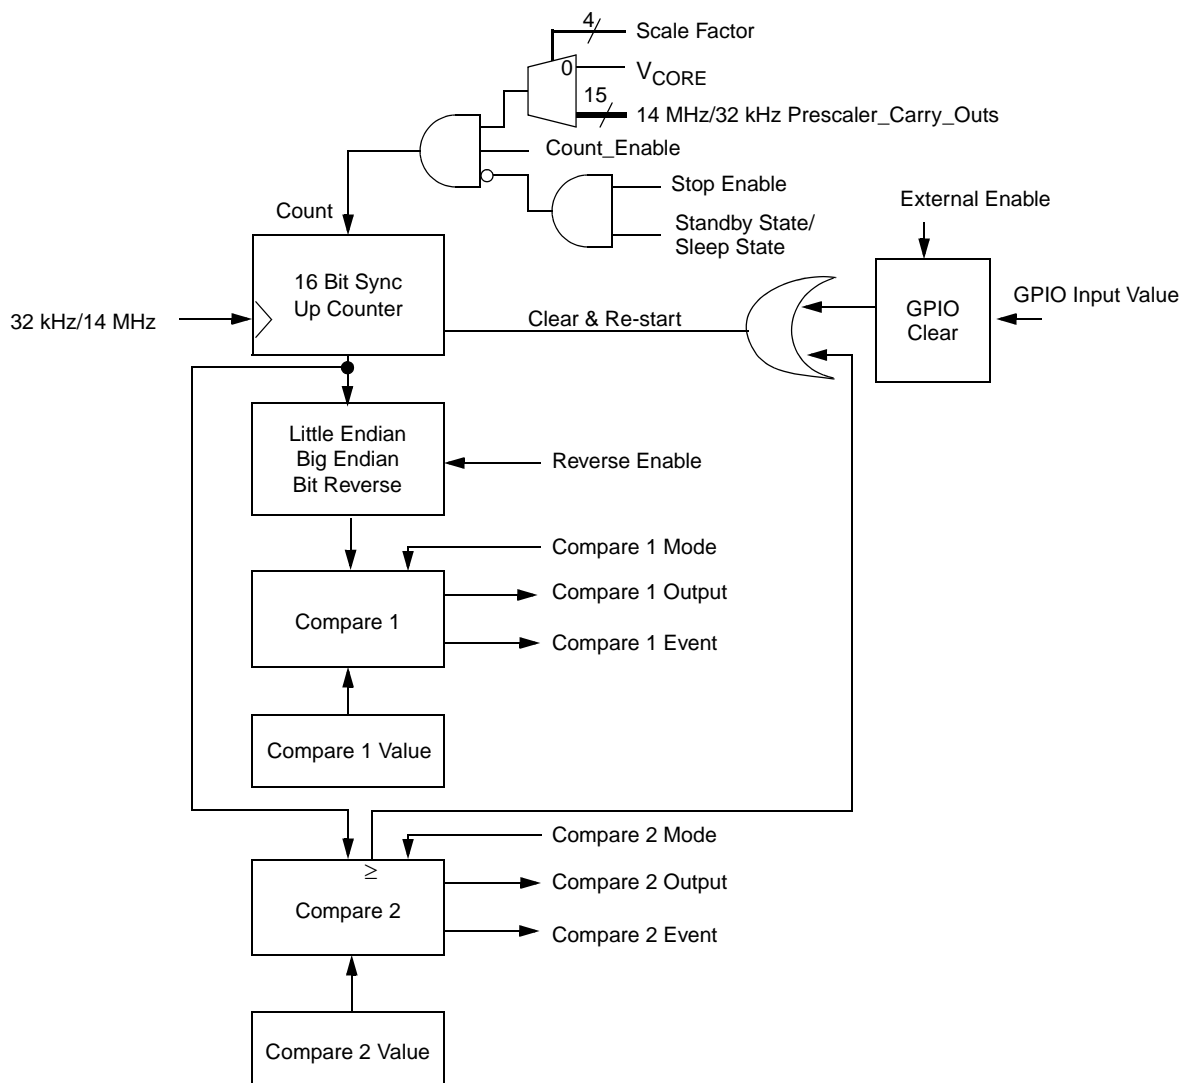 4
Scale Factor
0
VCORE
15
14 MHz/32 kHz Prescaler_Carry_Outs
Count_Enable
Stop Enable
Standby State/
Sleep State
External Enable
Count
16 Bit Sync
Up Counter
32 kHz/14 MHz
Clear & Re-start
GPIO
Clear
GPIO Input Value
Little Endian
Big Endian
Bit Reverse
Reverse Enable
Compare 1 Mode
Compare 1 Output
Compare 1
Compare 1 Event
Compare 1 Value
Compare 2 Mode
≥
Compare 2 Output
Compare 2
Compare 2 Event
Compare 2 Value